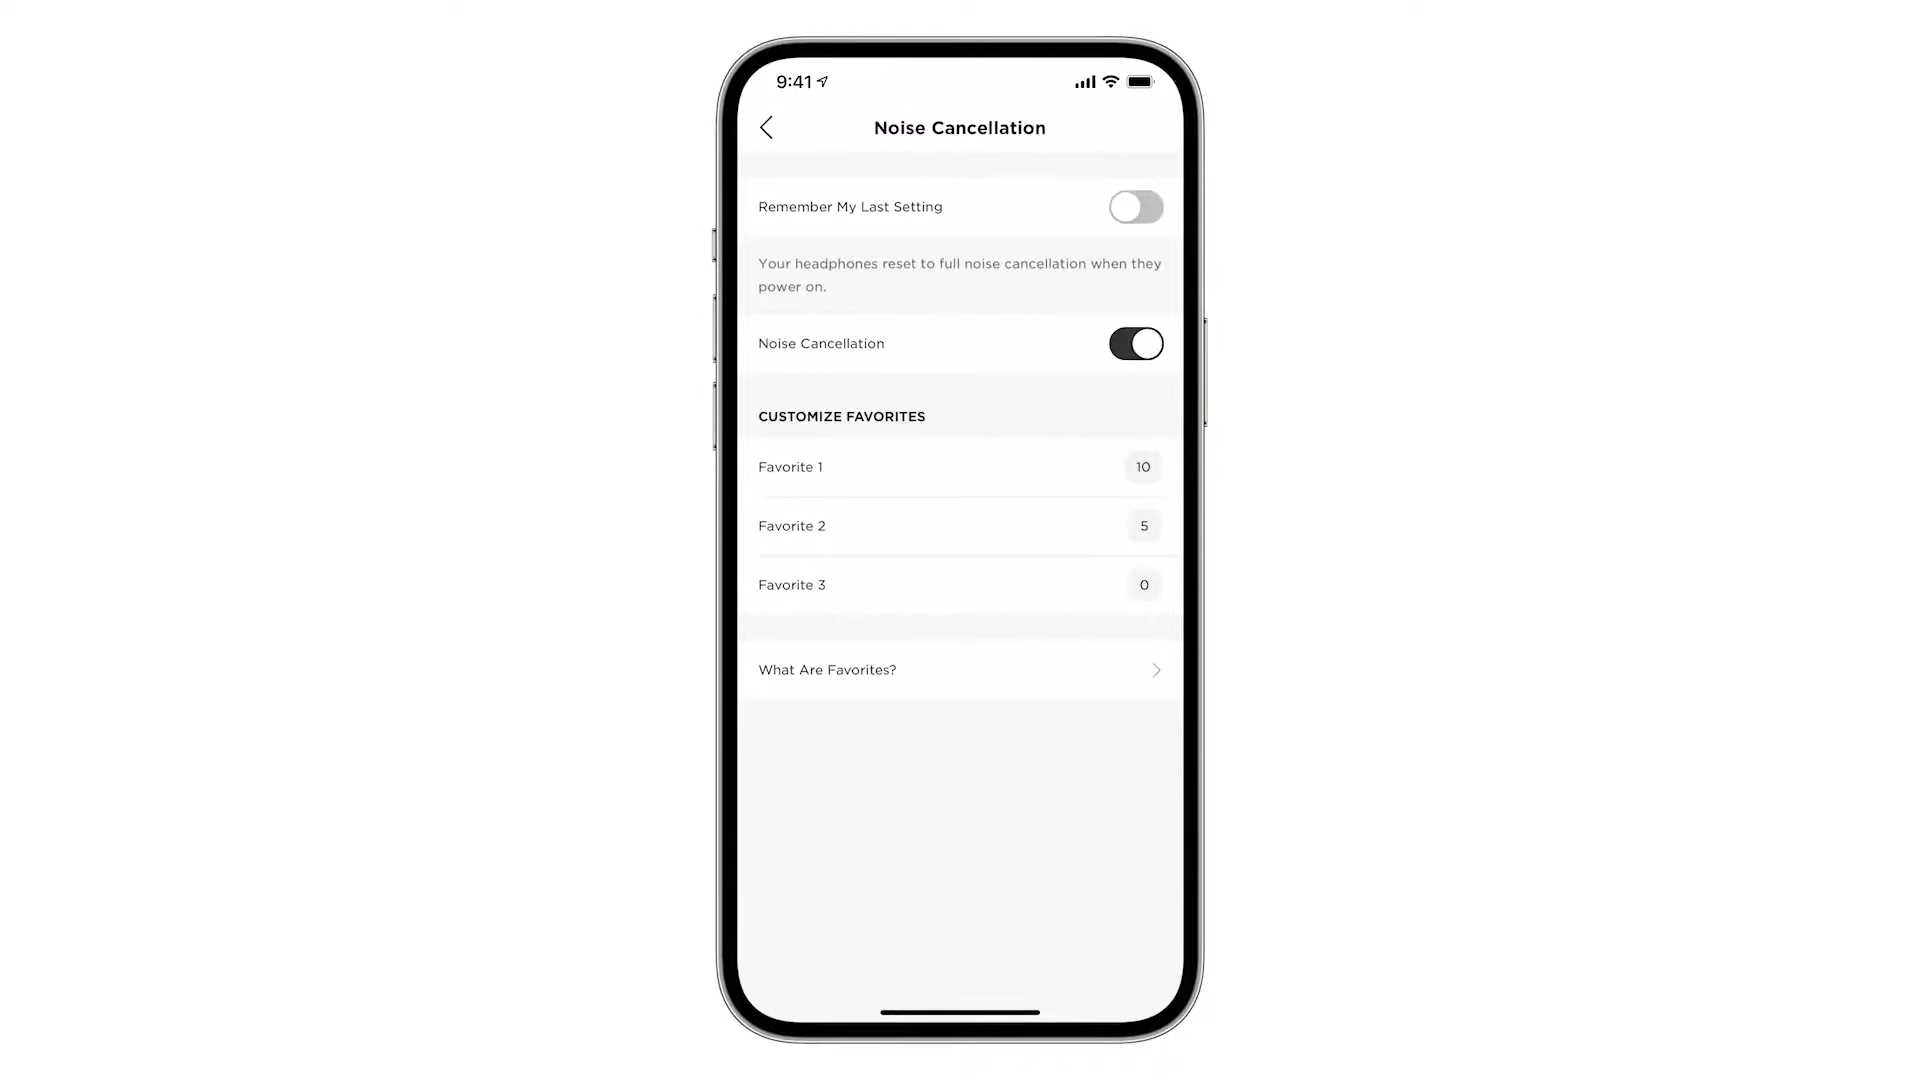 9:41
Noise Cancellation
Remember My Last Setting
Your headphones reset to full noise cancellation when they
power on.
Noise Cancellation
CUSTOMIZE FAVORITES
Favorite 1 10
Favorite 2 5
Favorite 3 0
What Are Favorites?